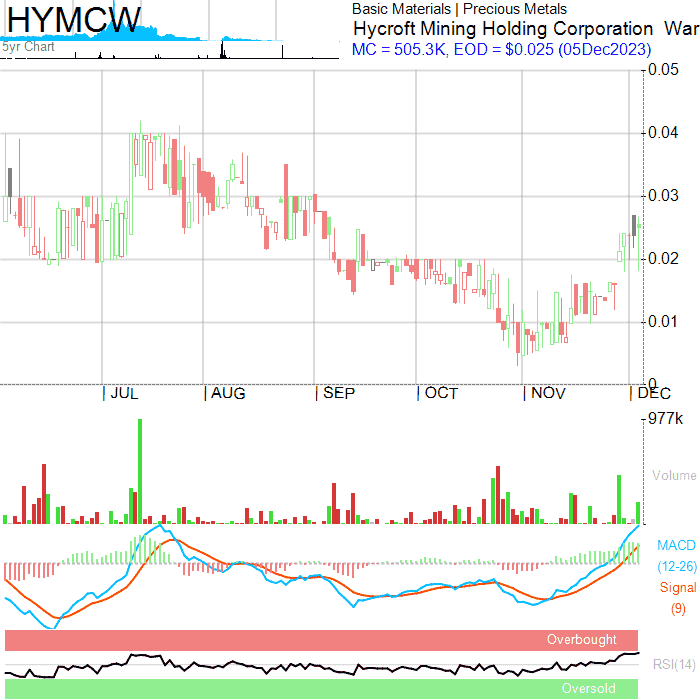 HYMCW
5yr Chart
Basic Materials | Precious Metals
Hycroft Mining Holding Corporation War
MC = 505.3K, EOD = $0.025 (05Dec2023)
0.05
0.04
0.03
0.02
0.01
0
| JUL | AUG | SEP | OCT | NOV | DEC
977k
Volume
MACD
(12-26)
Signal
(9)
Overbought
RSI(14)
Oversold